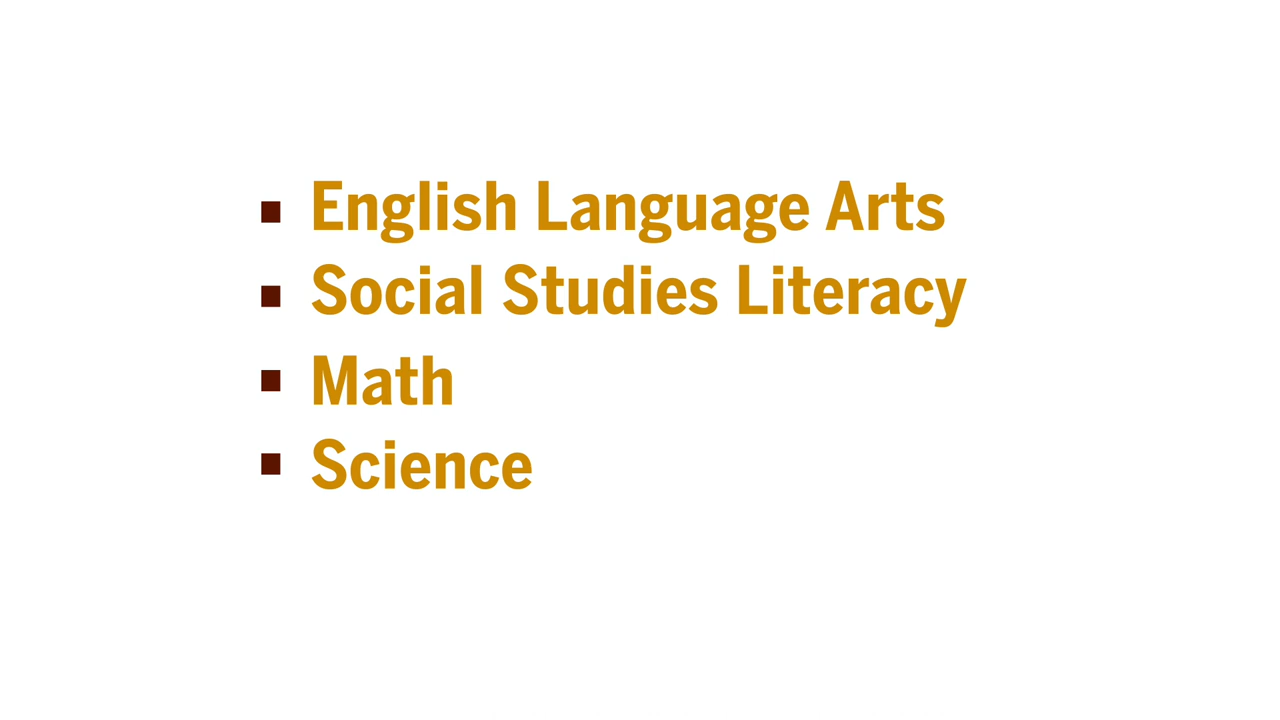 ▪ English Language Arts
▪ Social Studies Literacy
▪ Math
▪ Science